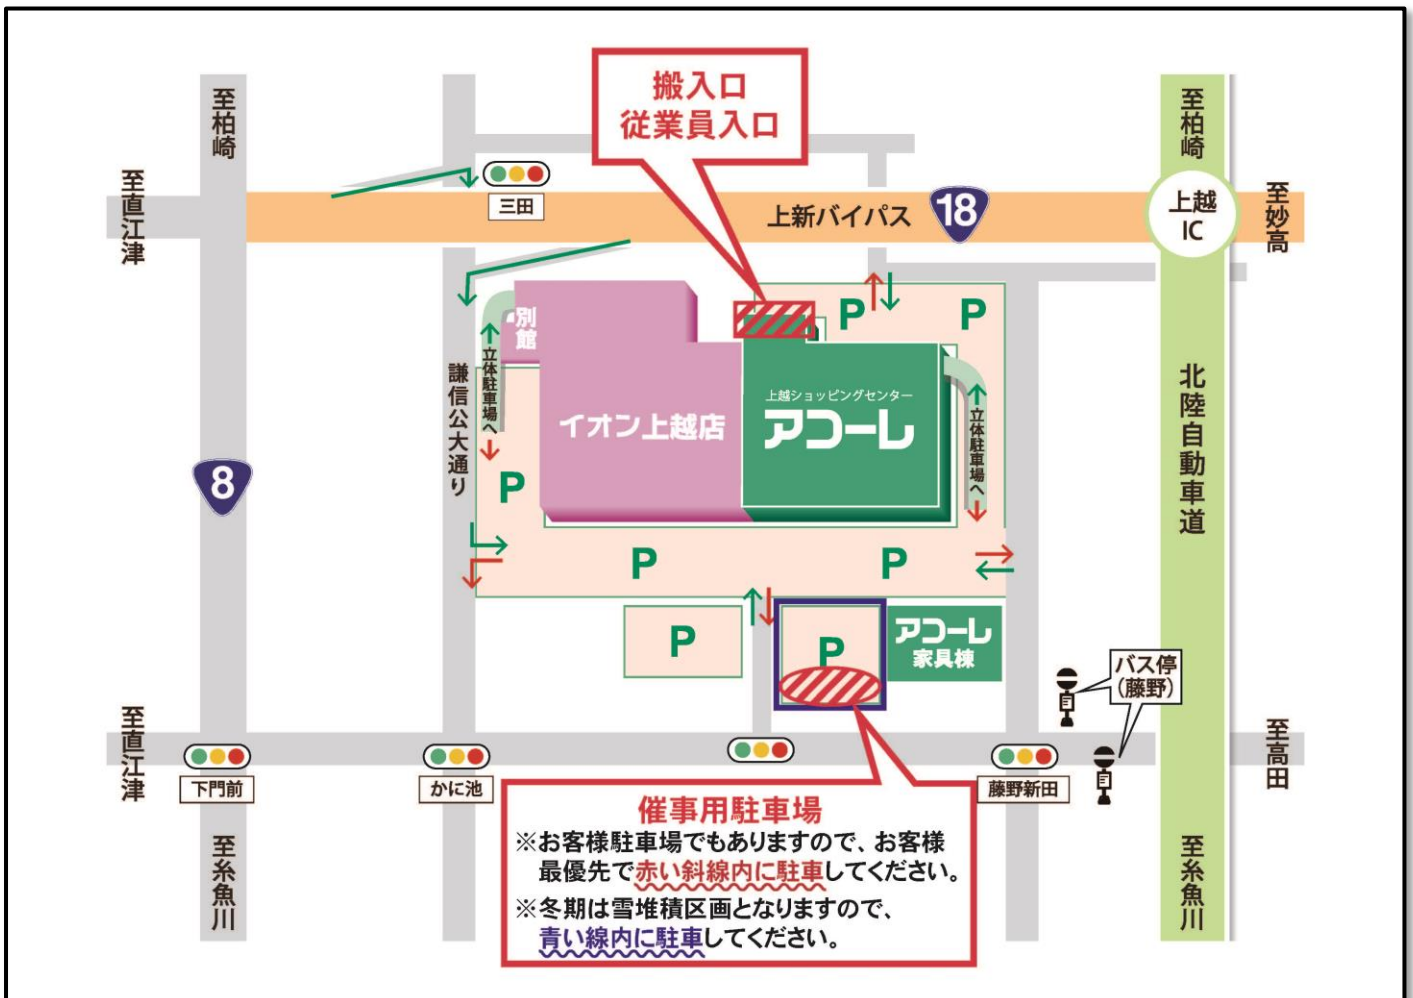 搬入口
従業員入口
至柏崎
至柏崎
至直江津
三田
上新バイパス
18
上越
IC
至妙高
別館
立体駐車場へ
謙信公大通り
イオン上越店
上越ショッピングセンター
アコーレ
立体駐車場へ
北陸自動車道
8
P
P
P
P
P
P
P
アコーレ
家具棟
バス停
(藤野)
至直江津
下門前
かに池
藤野新田
至高田
催事用駐車場
※お客様駐車場でもありますので、お客様
最優先で赤い斜線内に駐車してください。
※冬期は雪堆積区画となりますので、
青い線内に駐車してください。
至糸魚川
至糸魚川